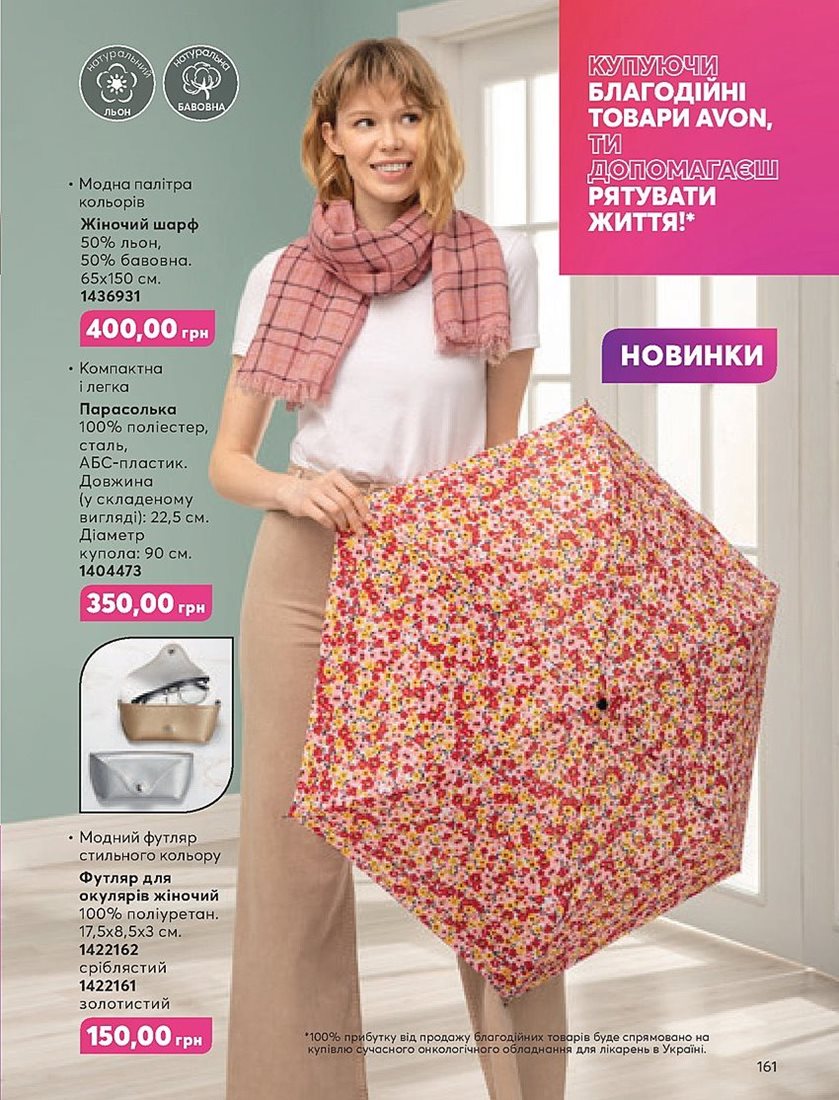 натуральний
ЛЬОН
натуральна
БАВОВНА
КУПУЮЧИ
БЛАГОДІЙНІ
ТОВАРИ AVON,
ТИ
ДОПОМАГАЄШ
РЯТУВАТИ
ЖИТТЯ!*
• Модна палітра
кольорів
Жіночий шарф
50% льон,
50% бавовна.
65х150 см.
1436931
400,00 грн
НОВИНКИ
• Компактна
і легка
Парасолька
100% поліестер,
сталь,
АБС-пластик.
Довжина
(у складеному
вигляді): 22,5 см.
Діаметр
купола: 90 см.
1404473
350,00 грн
• Модний футляр
стильного кольору
Футляр для
окулярів жіночий
100% поліуретан.
17,5х8,5х3 см.
1422162
сріблястий
1422161
золотистий
150,00 грн
*100% прибутку від продажу благодійних товарів буде спрямовано на
купівлю сучасного онкологічного обладнання для лікарень в Україні.
161